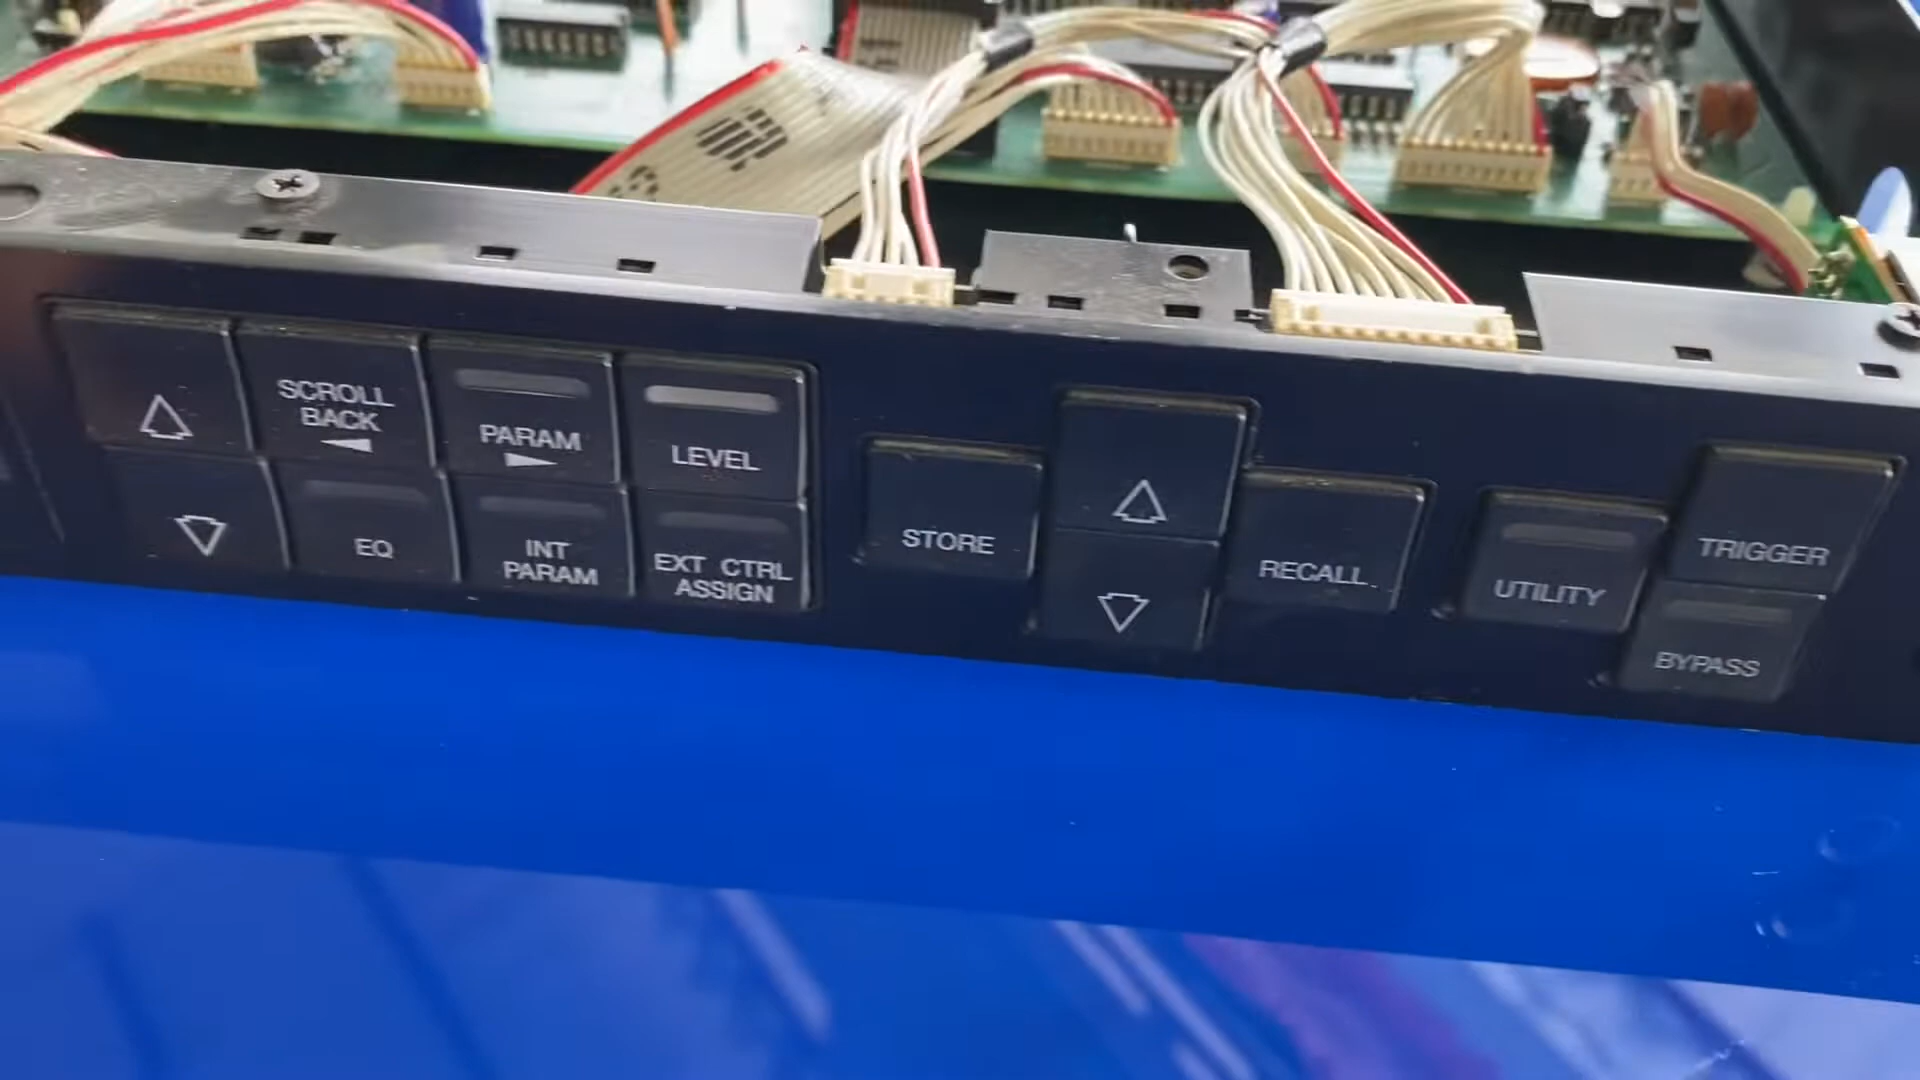 SCROLL
BACK
PARAM
LEVEL
EQ
INT
PARAM
EXT CTRL
ASSIGN
STORE
RECALL
UTILITY
TRIGGER
BYPASS